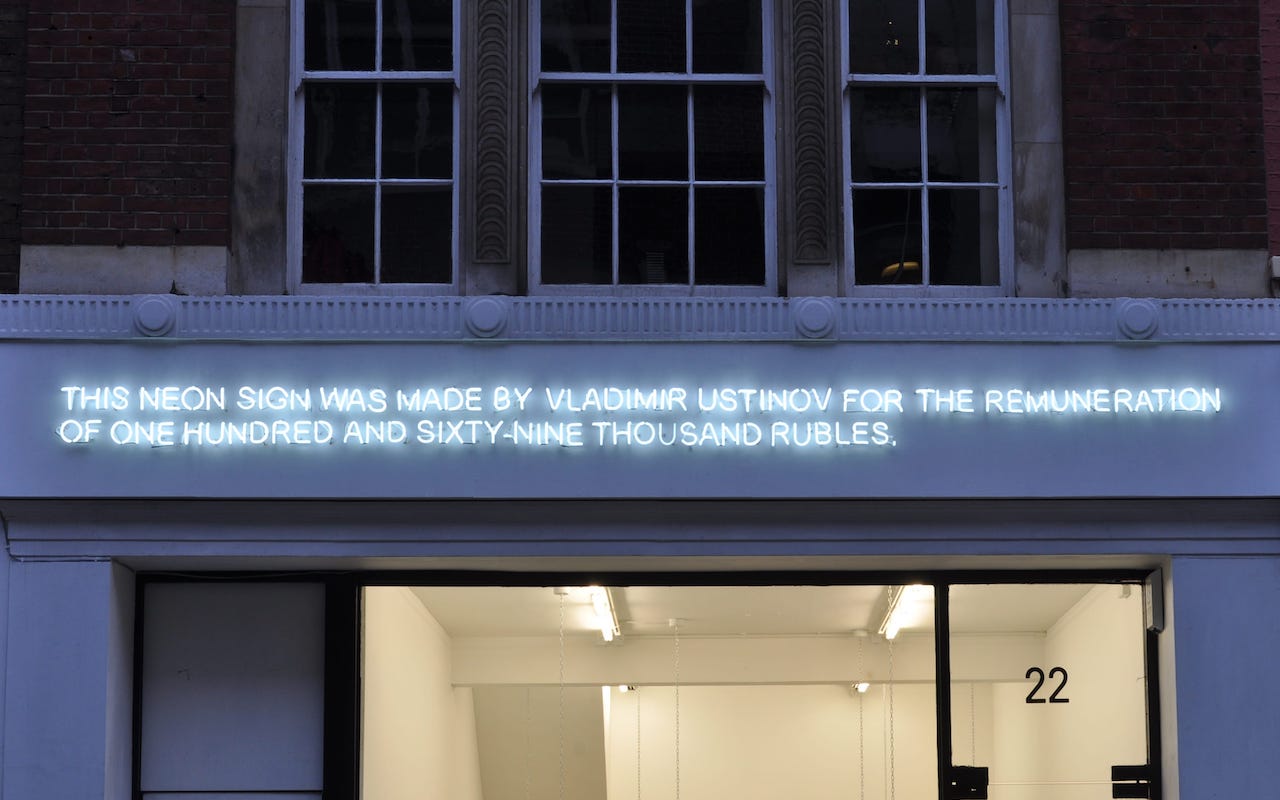 THIS NEON SIGN WAS MADE BY VLADIMIR USTINOV FOR THE REMUNERATION
OF ONE HUNDRED AND SIXTY-NINE THOUSAND RUBLES.
22